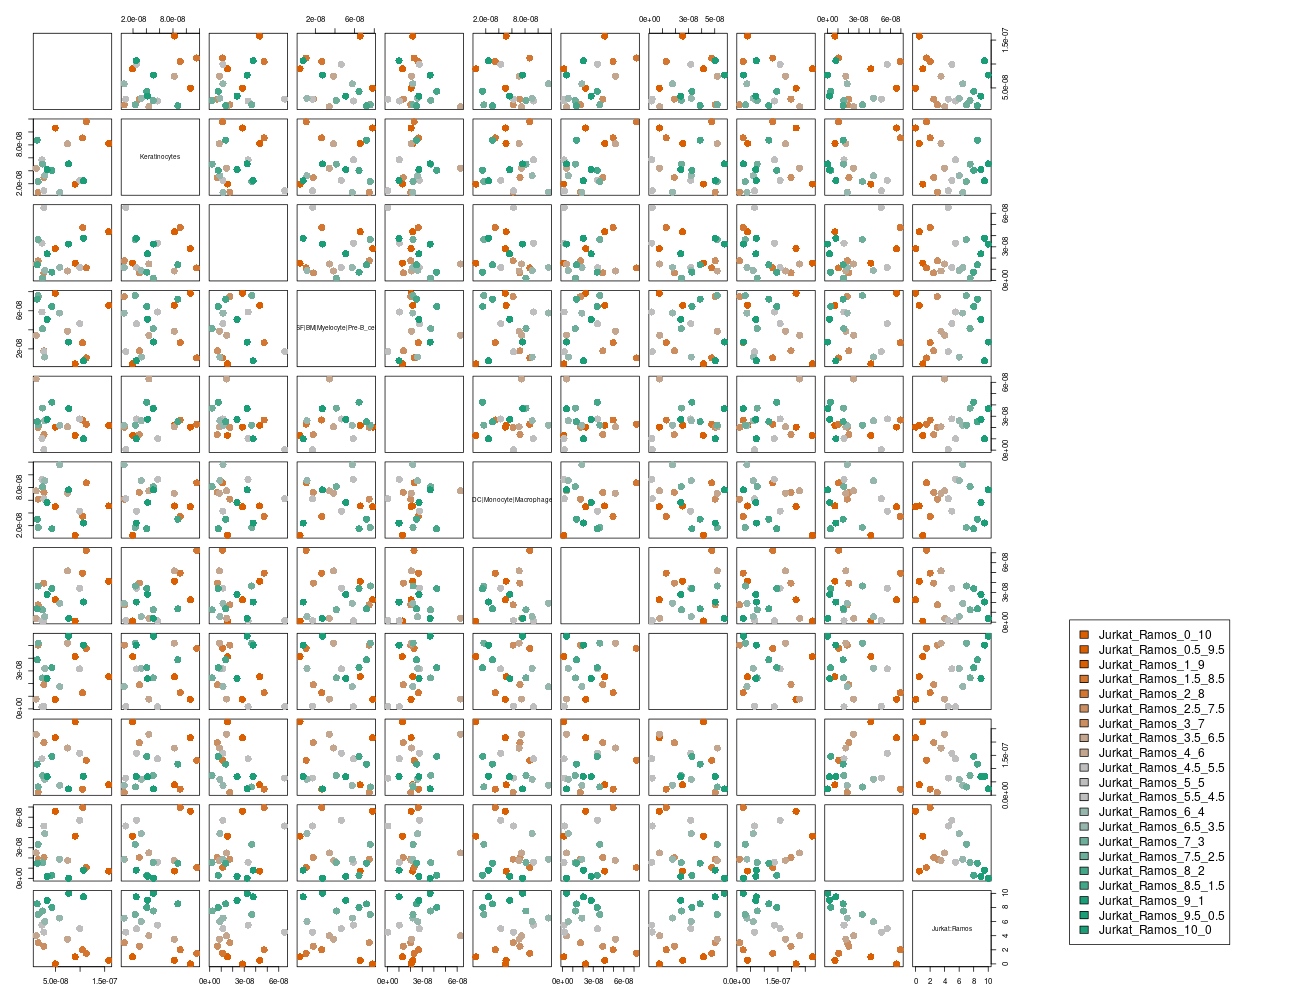 2.0e-08 8.0e-08 2e-08 6e-08 2.0e-08 8.0e-08 0e+00 3e-08 5e-08 0e+00 3e-08 6e-08
5.0e-08 1.5e-07
2.0e-08 8.0e-08
Keratinocytes
0e+00 3e-08 6e-08
2e-08 6e-08
SF|BM|Myelocyte|Pre-B_ce
0e+00 3e-08 6e-08
2.0e-08 8.0e-08
DC|Monocyte|Macrophage
0e+00 3e-08 6e-08
0e+00 3e-08
0.0e+00 1.5e-07
0e+00 3e-08 6e-08
Jurkat:Ramos
0 2 4 6 8 10
5.0e-08 1.5e-07 0e+00 3e-08 6e-08 0e+00 3e-08 6e-08 0e+00 3e-08 6e-08 0.0e+00 1.5e-07 0 2 4 6 8 10
Jurkat_Ramos_0_10
Jurkat_Ramos_0.5_9.5
Jurkat_Ramos_1_9
Jurkat_Ramos_1.5_8.5
Jurkat_Ramos_2_8
Jurkat_Ramos_2.5_7.5
Jurkat_Ramos_3_7
Jurkat_Ramos_3.5_6.5
Jurkat_Ramos_4_6
Jurkat_Ramos_4.5_5.5
Jurkat_Ramos_5_5
Jurkat_Ramos_5.5_4.5
Jurkat_Ramos_6_4
Jurkat_Ramos_6.5_3.5
Jurkat_Ramos_7_3
Jurkat_Ramos_7.5_2.5
Jurkat_Ramos_8_2
Jurkat_Ramos_8.5_1.5
Jurkat_Ramos_9_1
Jurkat_Ramos_9.5_0.5
Jurkat_Ramos_10_0